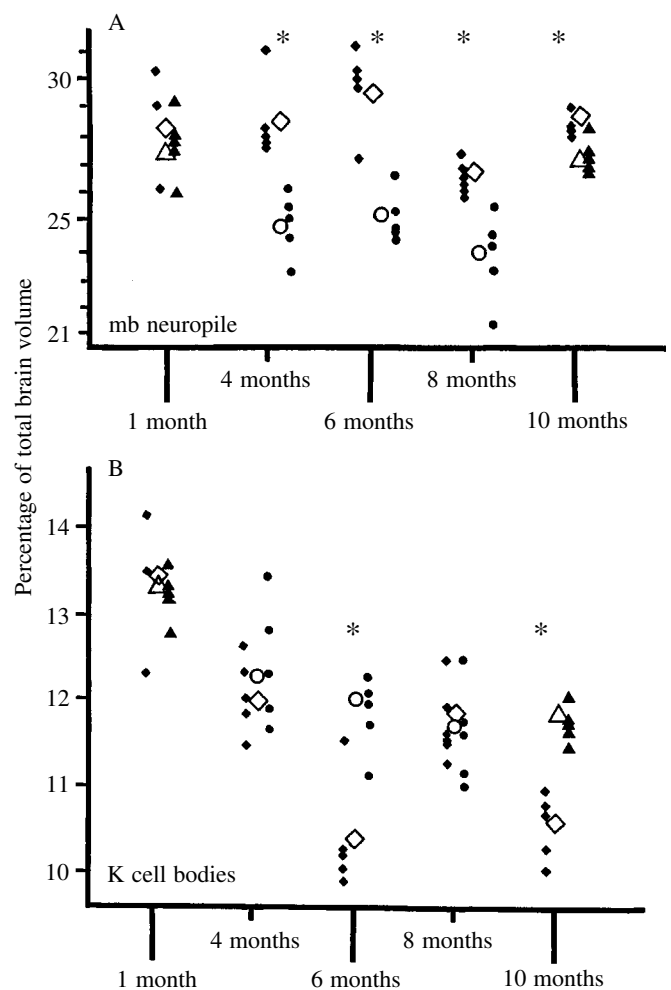 A
* * * *
30
25
21
mb neuropile
4 months 8 months
1 month 6 months 10 months
Percentage of total brain volume
B
14
13
* *
12
11
10
K cell bodies
4 months 8 months
1 month 6 months 10 months